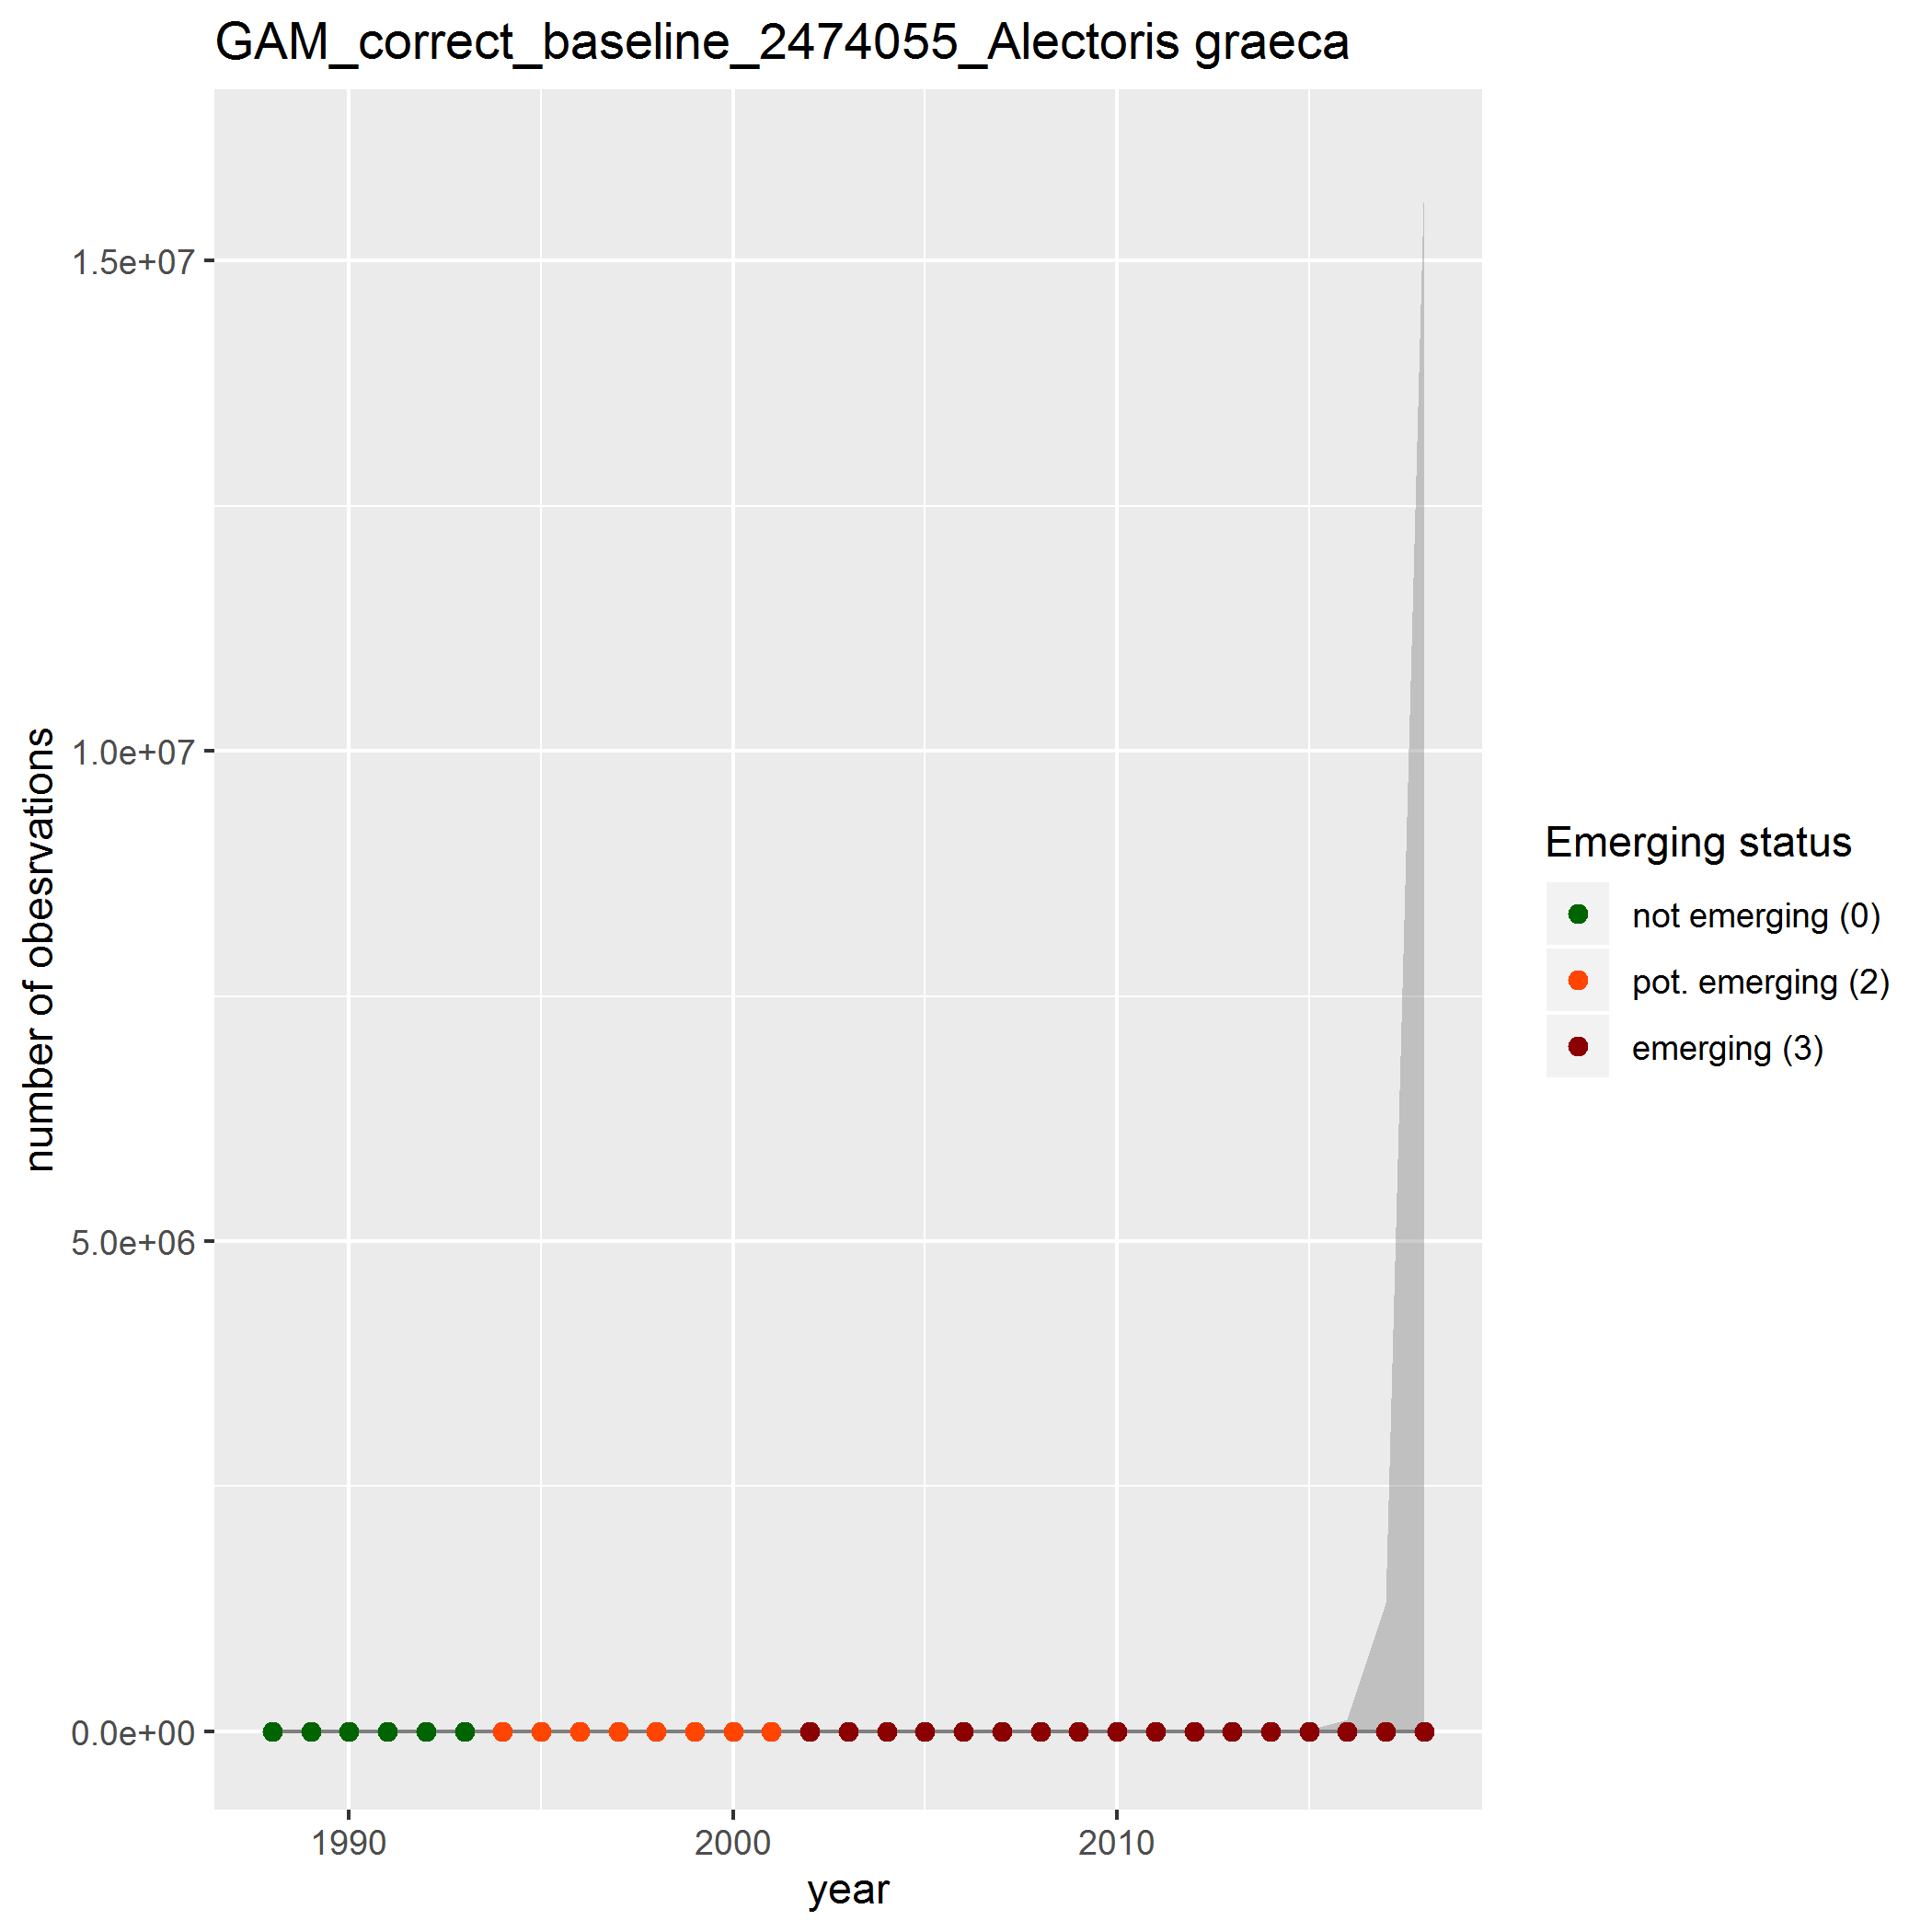 GAM_correct_baseline_2474055_Alectoris graeca
1.5e+07
1.0e+07
5.0e+06
0.0e+00
number of obesrvations
1990
2000
2010
year
Emerging status
not emerging (0)
pot. emerging (2)
emerging (3)